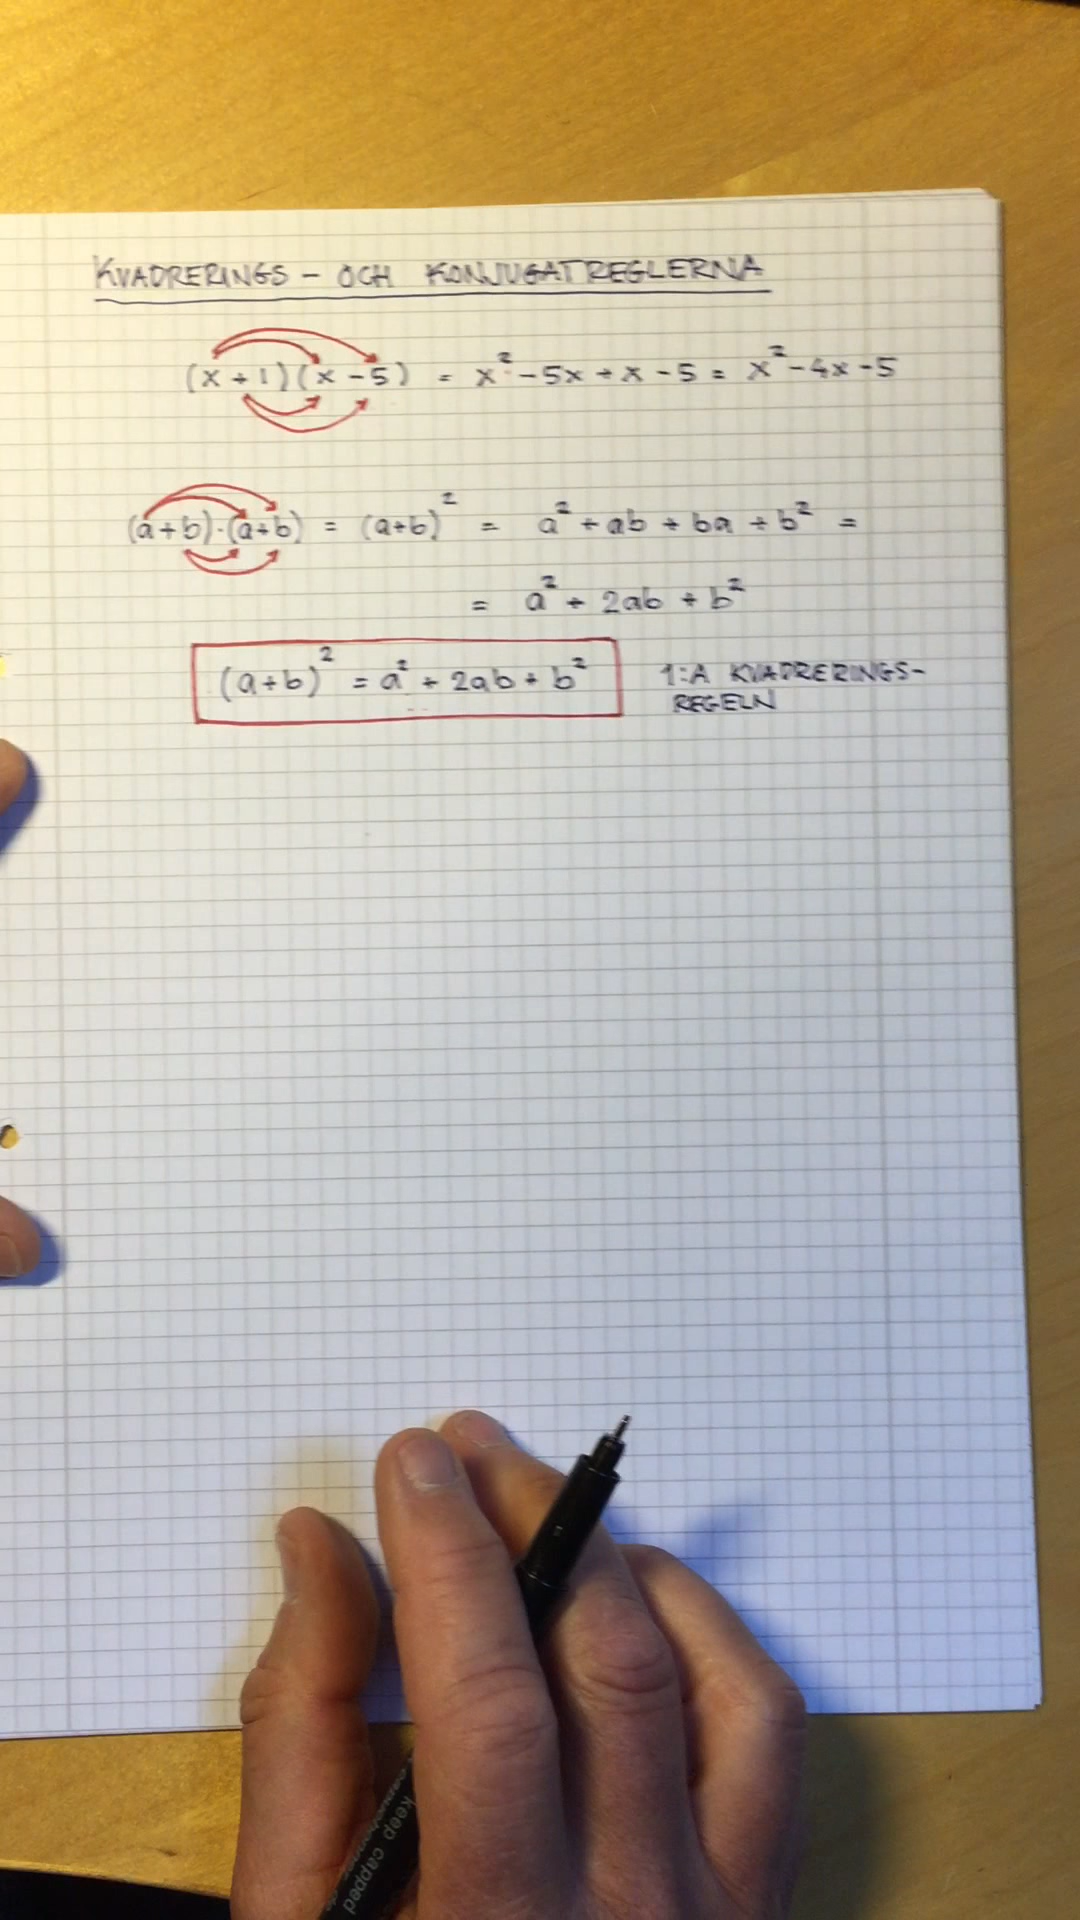 KVADRERINGS- OCH KONJUGATREGLERNA
(x+1)(x-5) = x² - 5x + x - 5 = x² - 4x - 5
(a+b)·(a+b) = (a+b)² = a² + ab + ba + b² =
= a² + 2ab + b²
(a+b)² = a² + 2ab + b²
1:A KVADRERINGS-
REGELN
keep capped